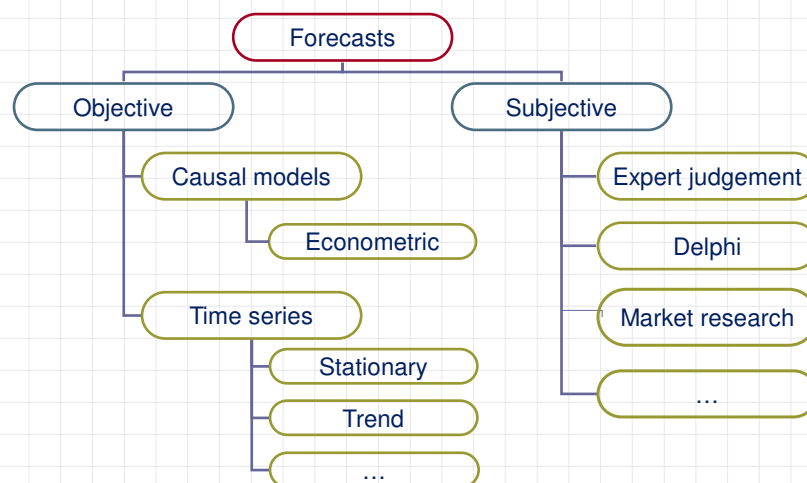 Forecasts
Objective
Causal models
Econometric
Time series
Stationary
Trend
...
Subjective
Expert judgement
Delphi
Market research
...